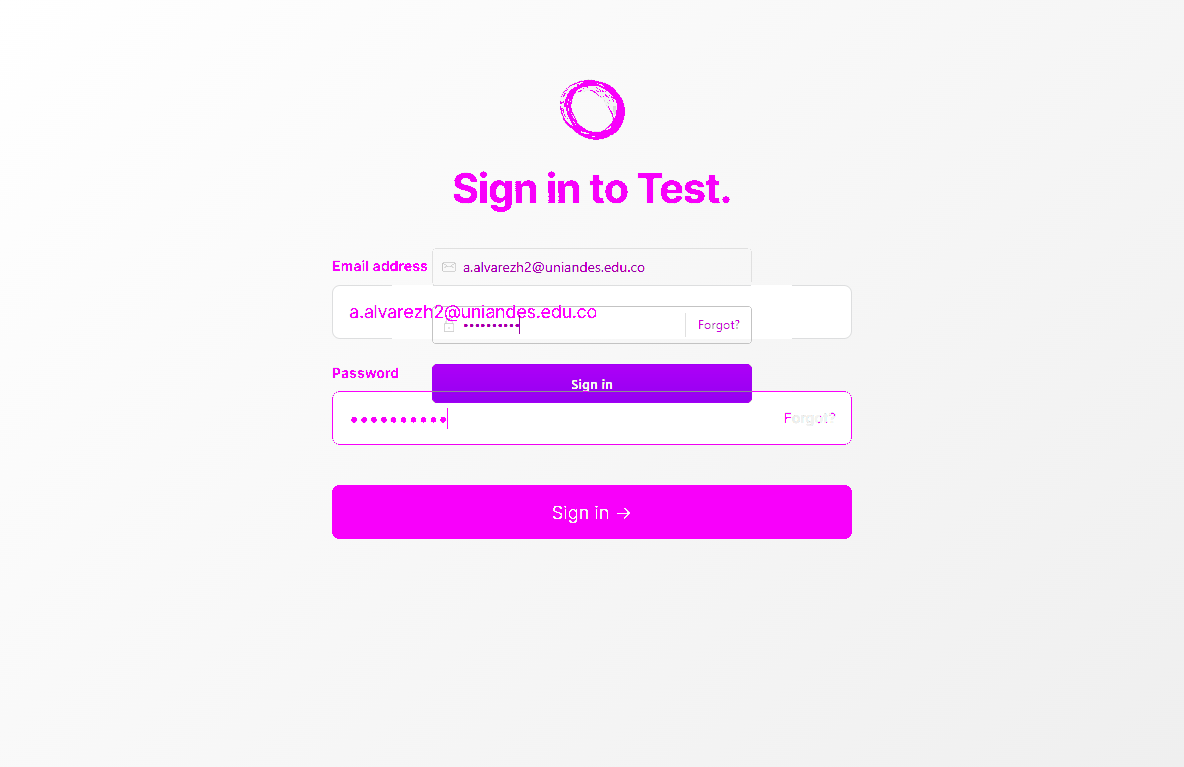 Sign in to Test.
Email address
a.alvarezh2@uniandes.edu.co
a.alvarezh2@uniandes.edu.co
Forgot?
Password
Sign in
Forgot?
Sign in →